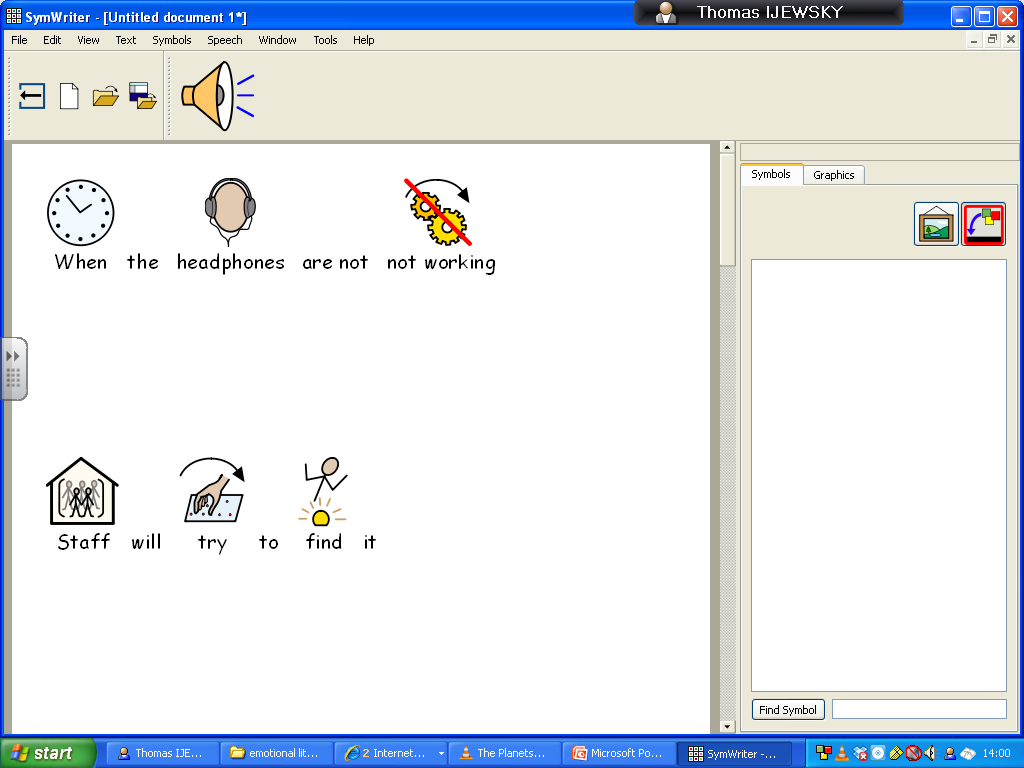 SymWriter - [Untitled document 1*]
Thomas IJEWSKY
File Edit View Text Symbols Speech Window Tools Help
Symbols Graphics
When the headphones are not not working
Staff will try to find it
Find Symbol
start Thomas IJE... emotional lit... 2 Internet... The Planets... Microsoft Po... SymWriter -... 14:00